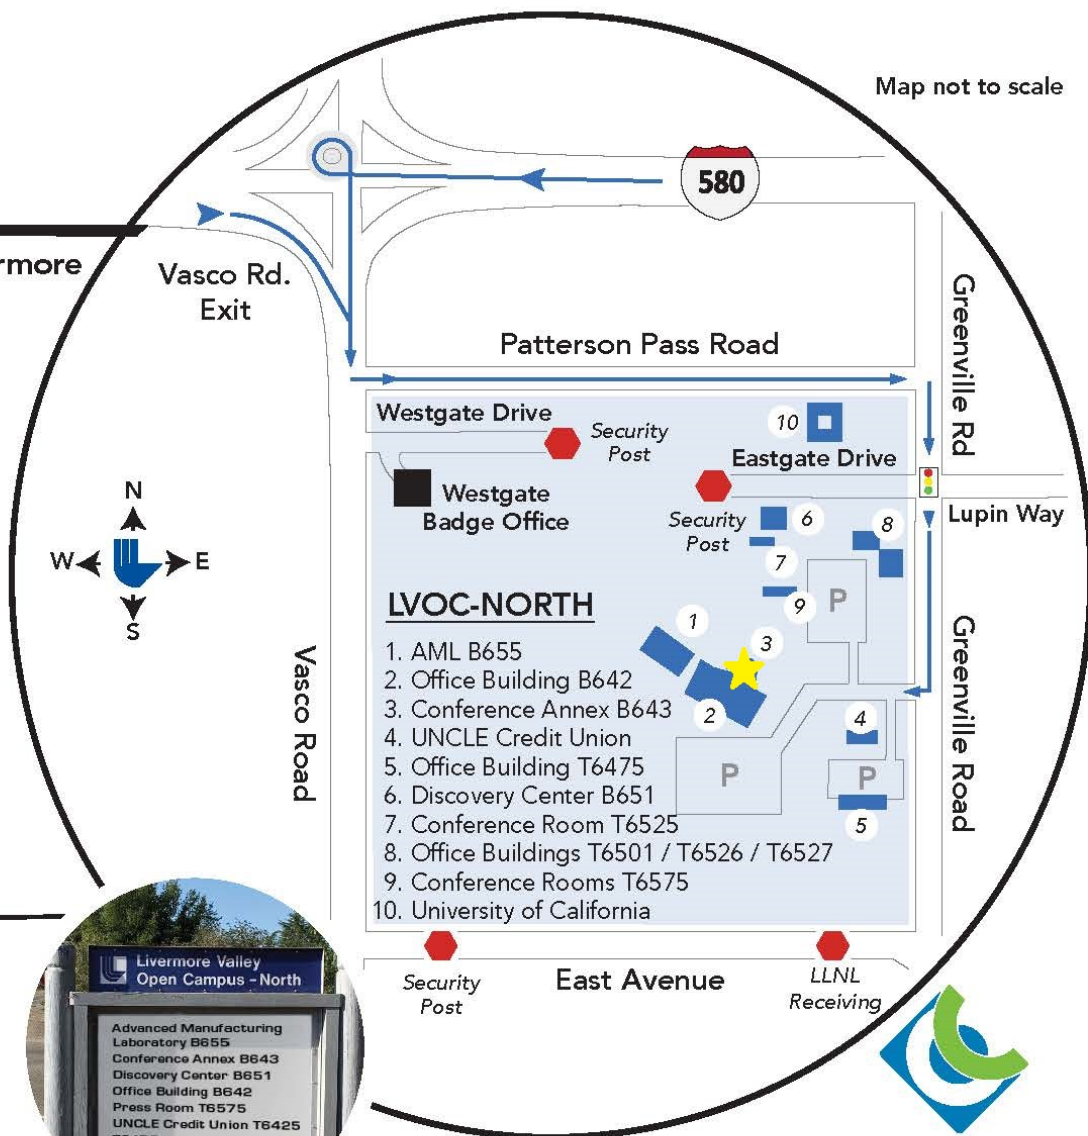 Map not to scale
580
rmore
Vasco Rd.
Exit
Greenville Rd
Patterson Pass Road
Westgate Drive
Security
Post
10
Eastgate Drive
Westgate
Badge Office
Security
Post
6
8
Lupin Way
N
W
E
S
7
9
P
LVOC-NORTH
1
3
2
4
P
P
5
1. AML B655
2. Office Building B642
3. Conference Annex B643
4. UNCLE Credit Union
5. Office Building T6475
6. Discovery Center B651
7. Conference Room T6525
8. Office Buildings T6501 / T6526 / T6527
9. Conference Rooms T6575
10. University of California
Vasco Road
Greenville Road
Security
Post
East Avenue
LLNL
Receiving
Livermore Valley
Open Campus - North
Advanced Manufacturing
Laboratory B655
Conference Annex B643
Discovery Center B651
Office Building B642
Press Room T6575
UNCLE Credit Union T6425